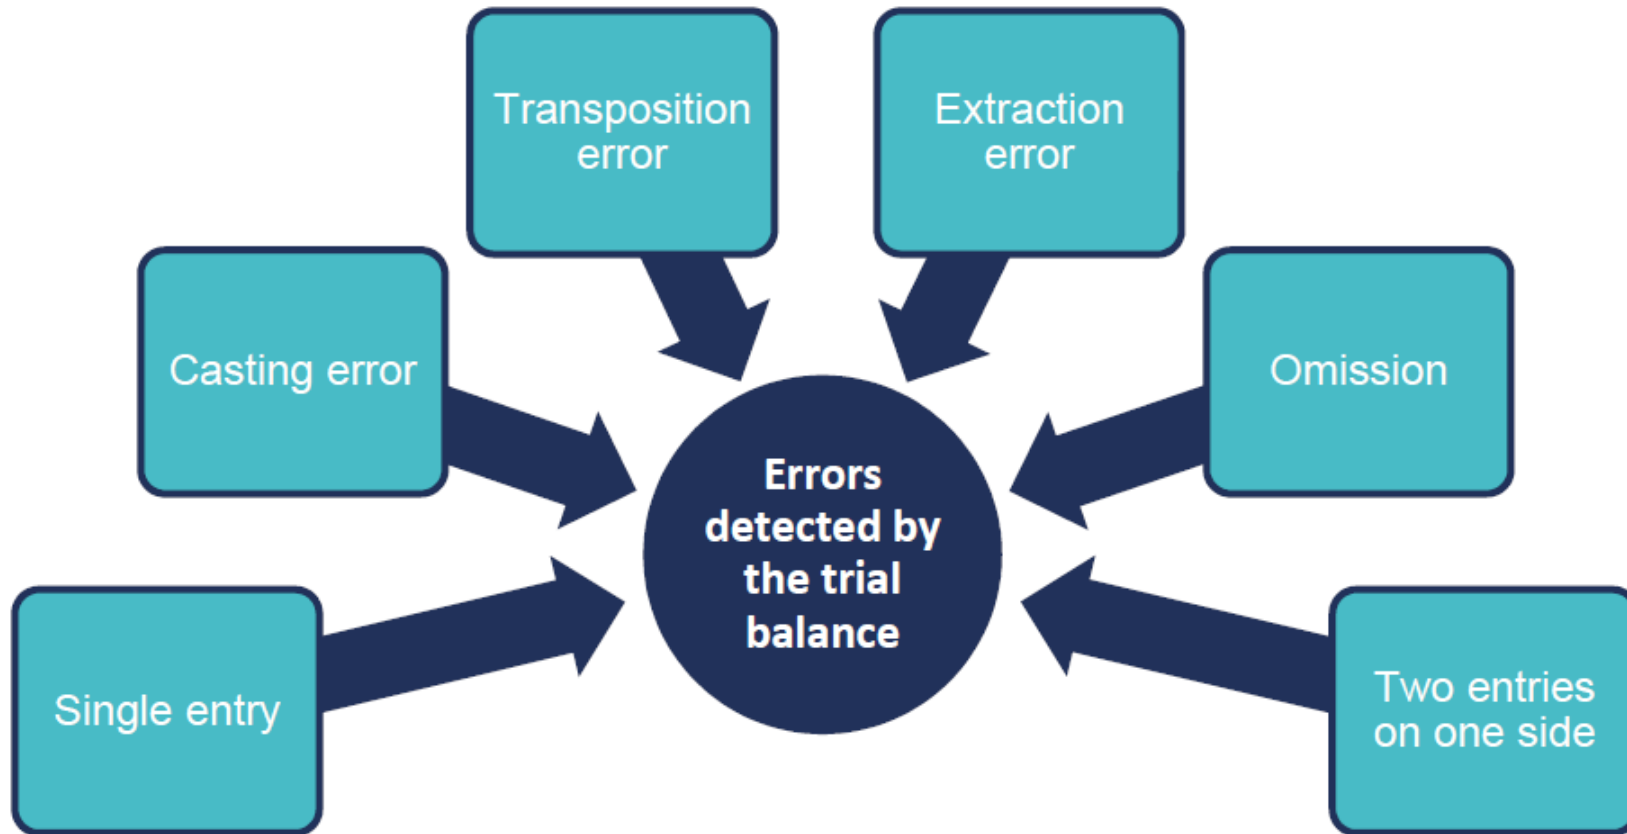 Transposition
error
Extraction
error
Casting error
Omission
Errors
detected by
the trial
balance
Single entry
Two entries
on one side